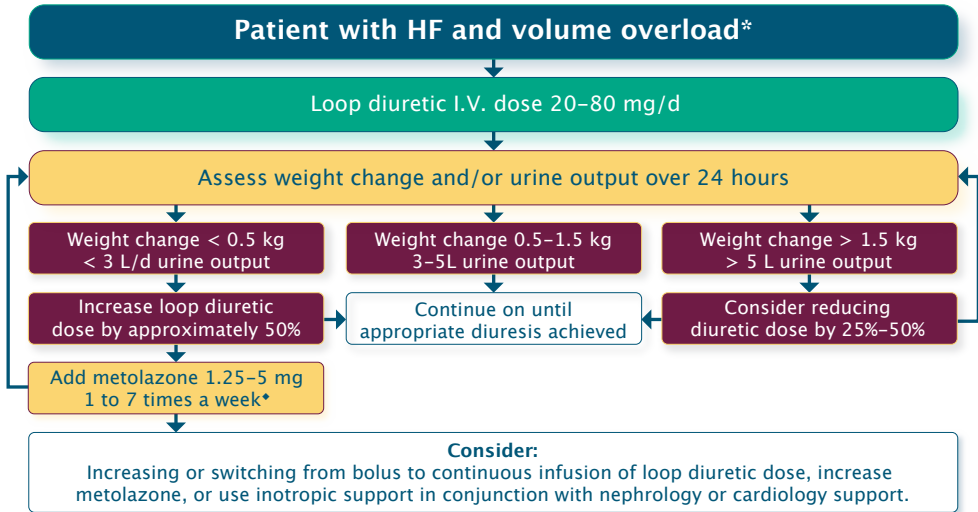 Patient with HF and volume overload*
Loop diuretic I.V. dose 20–80 mg/d
Assess weight change and/or urine output over 24 hours
Weight change < 0.5 kg
< 3 L/d urine output
Weight change 0.5–1.5 kg
3–5L urine output
Weight change > 1.5 kg
> 5 L urine output
Increase loop diuretic
dose by approximately 50%
Continue on until
appropriate diuresis achieved
Consider reducing
diuretic dose by 25%–50%
Add metolazone 1.25–5 mg
1 to 7 times a week◆
Consider:
Increasing or switching from bolus to continuous infusion of loop diuretic dose, increase
metolazone, or use inotropic support in conjunction with nephrology or cardiology support.